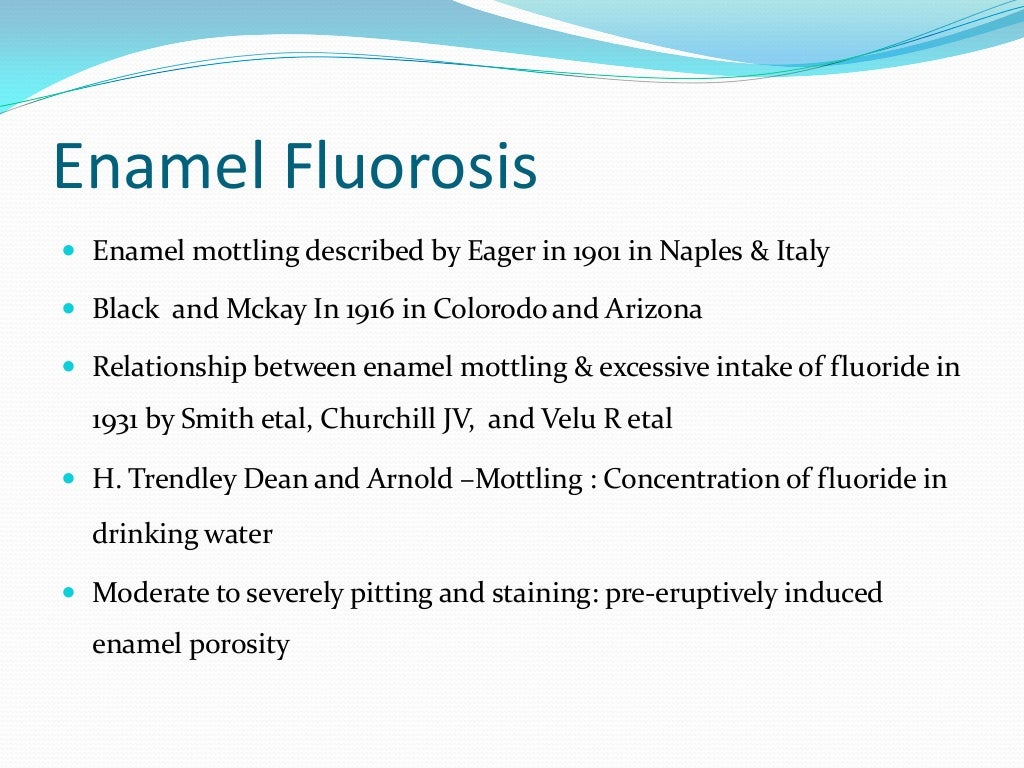 Enamel Fluorosis
• Enamel mottling described by Eager in 1901 in Naples & Italy
• Black and Mckay In 1916 in Colorodo and Arizona
• Relationship between enamel mottling & excessive intake of fluoride in
1931 by Smith etal, Churchill JV, and Velu R etal
• H. Trendley Dean and Arnold –Mottling : Concentration of fluoride in
drinking water
• Moderate to severely pitting and staining: pre-eruptively induced
enamel porosity